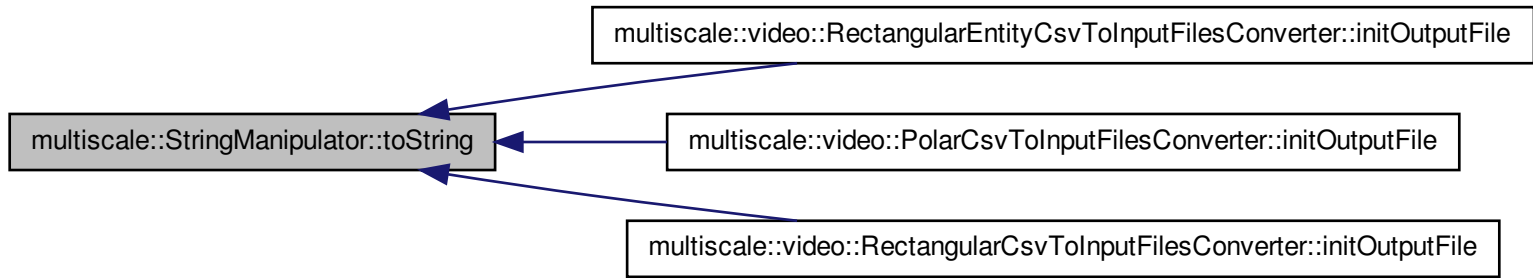 multiscale::video::RectangularEntityCsvToInputFilesConverter::initOutputFile
multiscale::StringManipulator::toString
multiscale::video::PolarCsvToInputFilesConverter::initOutputFile
multiscale::video::RectangularCsvToInputFilesConverter::initOutputFile